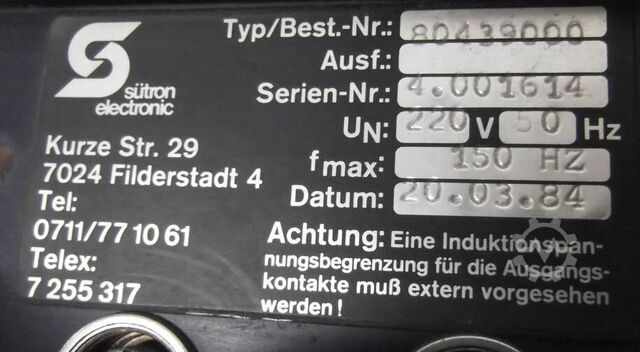 sütron
electronic
Kurze Str. 29
7024 Filderstadt 4
Tel:
0711/77 10 61
Telex:
7 255 317
Typ/Best.-Nr.: 80439000
Ausf.:
Serien-Nr.: 4.001614
UN: 220 V 50 Hz
f max: 150 HZ
Datum: 20.03.84
Achtung: Eine Induktionspan-
nungsbegrenzung für die Ausgangs-
kontakte muß extern vorgesehen
werden!